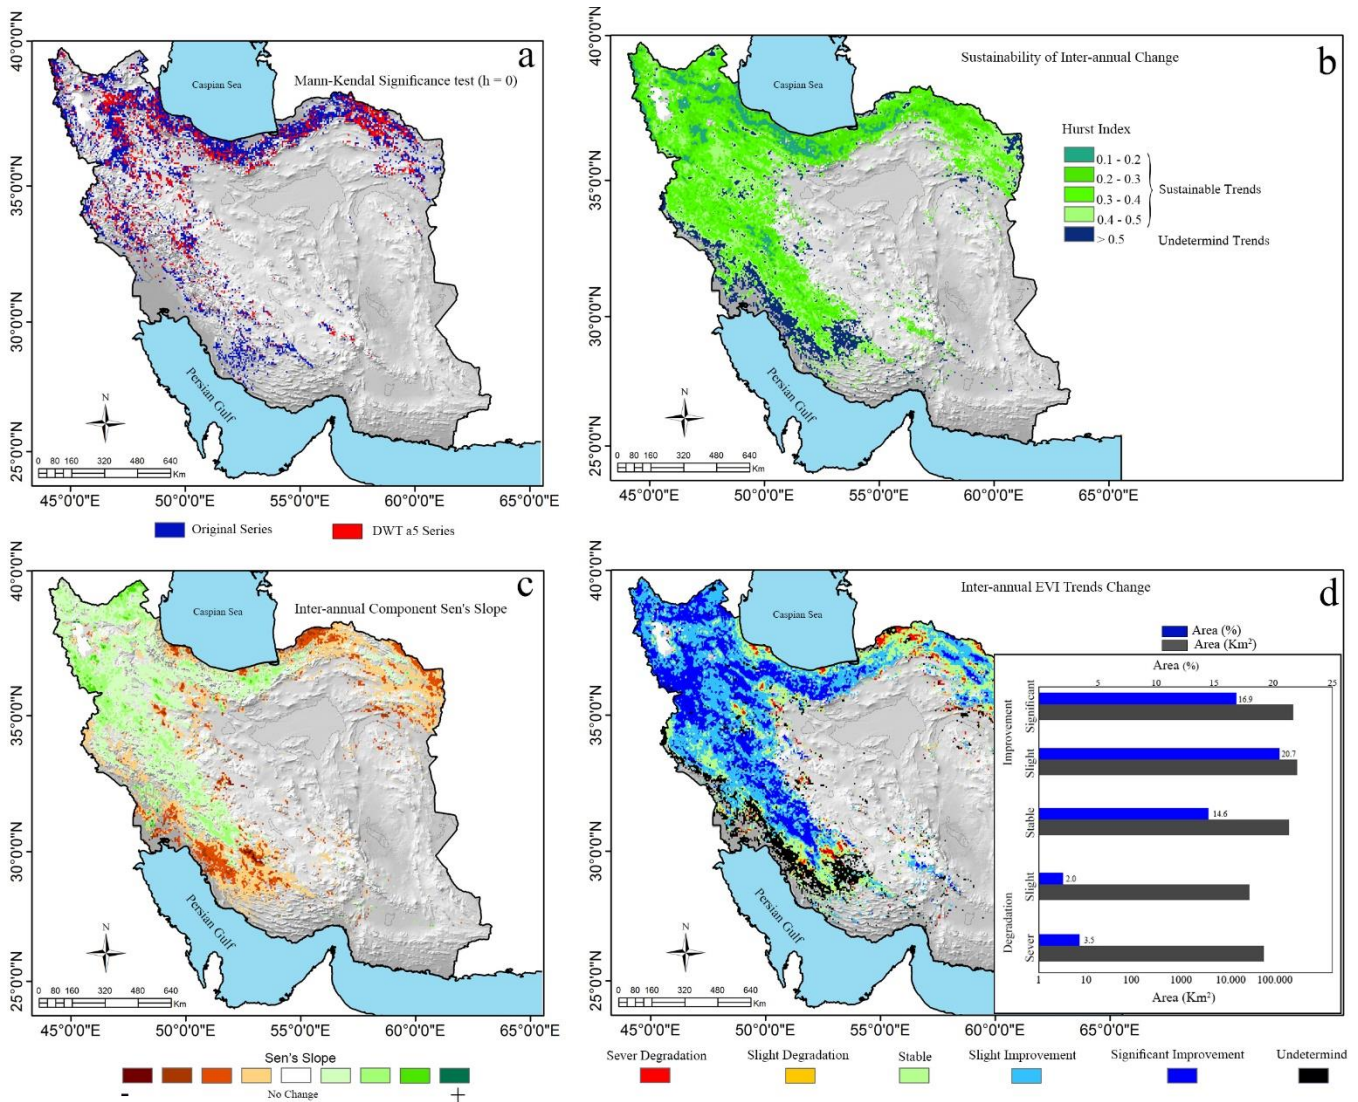 a
Mann-Kendal Significance test (h = 0)
Caspian Sea
Persian Gulf
N
0 80 160 320 480 640
Km
40°0'0"N
35°0'0"N
30°0'0"N
25°0'0"N
45°0'0"E 50°0'0"E 55°0'0"E 60°0'0"E 65°0'0"E
Original Series DWT a5 Series
b
Sustainability of Inter-annual Change
Caspian Sea
Hurst Index
0.1 - 0.2
0.2 - 0.3
0.3 - 0.4
0.4 - 0.5
> 0.5
Sustainable Trends
Undetermind Trends
Persian Gulf
N
0 80 160 320 480 640
Km
40°0'0"N
35°0'0"N
30°0'0"N
25°0'0"N
45°0'0"E 50°0'0"E 55°0'0"E 60°0'0"E 65°0'0"E
c
Inter-annual Component Sen's Slope
Caspian Sea
Persian Gulf
N
0 80 160 320 480 640
Km
40°0'0"N
35°0'0"N
30°0'0"N
25°0'0"N
45°0'0"E 50°0'0"E 55°0'0"E 60°0'0"E 65°0'0"E
Sen's Slope
- No Change +
d
Inter-annual EVI Trends Change
Caspian Sea
Area (%)
Area (Km²)
Area (%)
5 10 15 20 25
Improvement
Significant
16.9
Slight
20.7
Stable
14.6
Degradation
Slight
2.0
Sever
3.5
1 10 100 1000 10.000 100.000
Area (Km²)
Persian Gulf
N
0 80 160 320 480 640
Km
40°0'0"N
35°0'0"N
30°0'0"N
25°0'0"N
45°0'0"E 50°0'0"E 55°0'0"E 60°0'0"E 65°0'0"E
Sever Degradation Slight Degradation Stable Slight Improvement Significant Improvement Undetermind